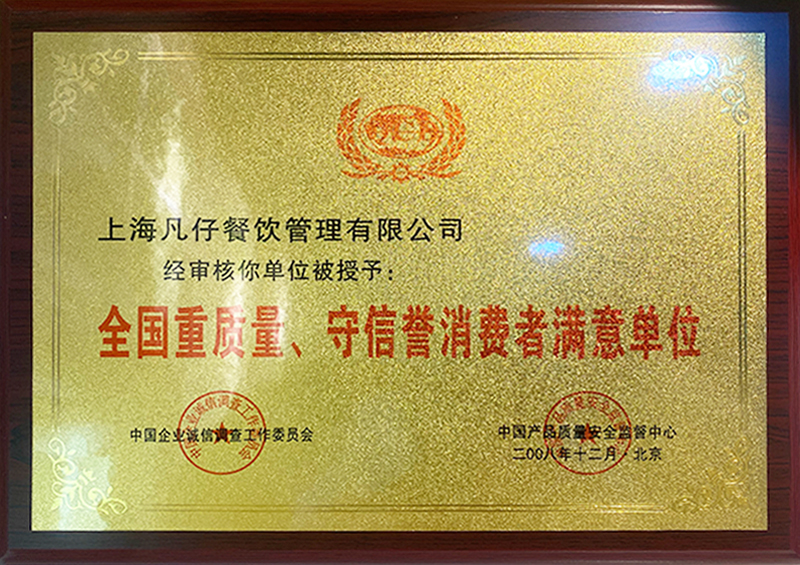 上海凡仔餐饮管理有限公司
经审核你单位被授予：
全国重质量、守信誉消费者满意单位
中国企业诚信调查工作委员会
中国产品质量安全监督中心
二00八年十二月·北京